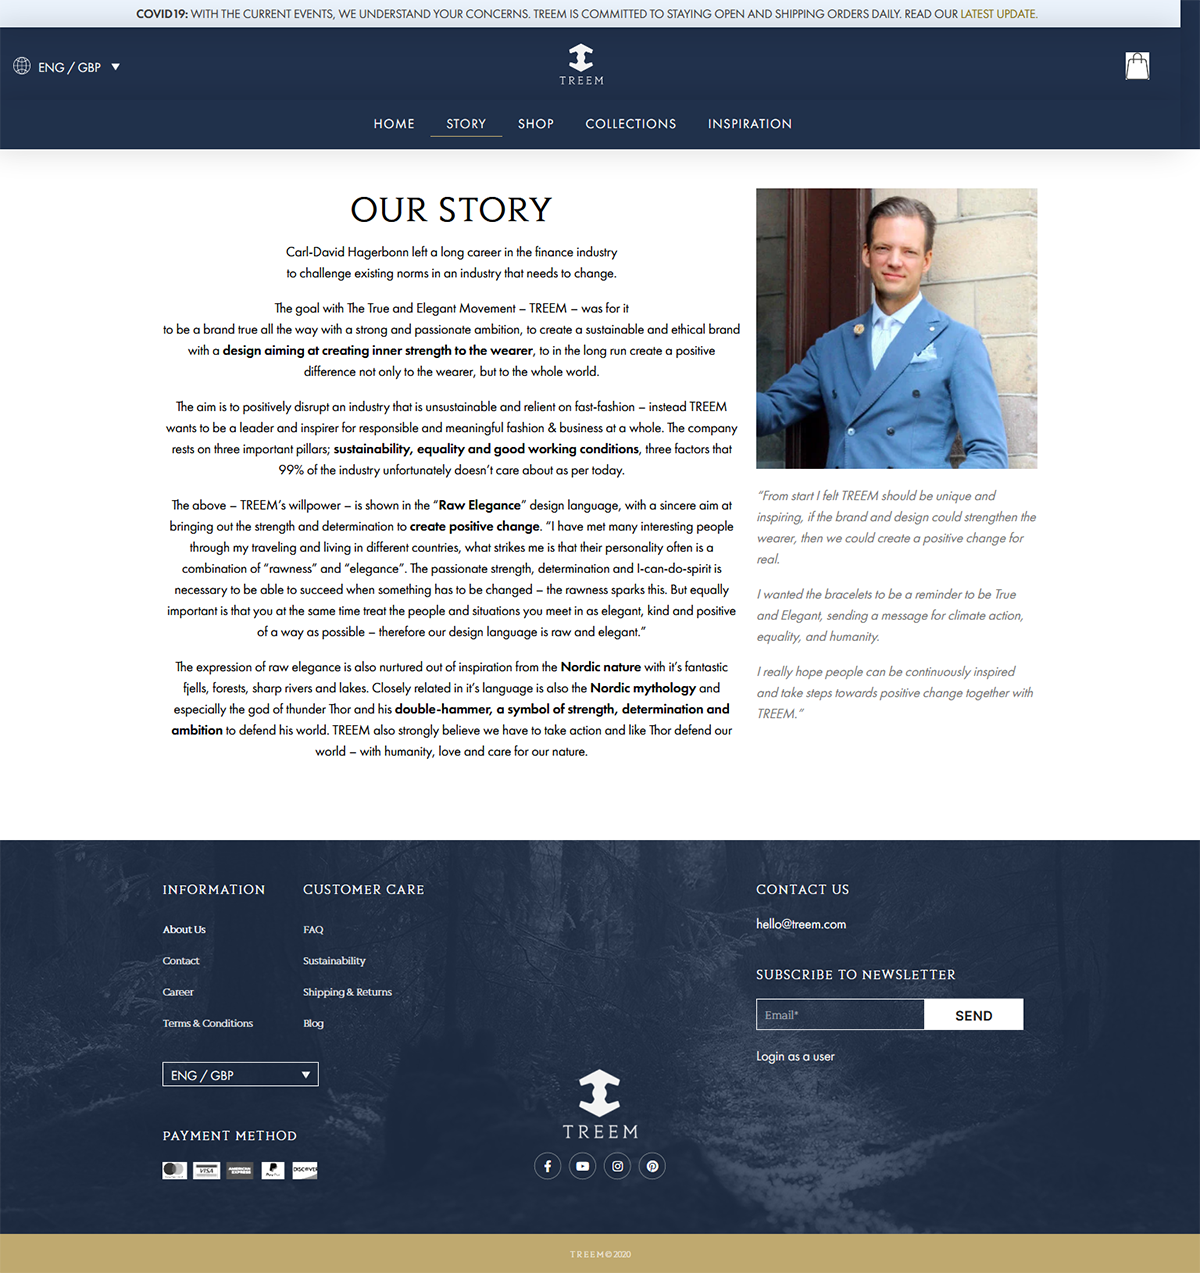 COVID19: WITH THE CURRENT EVENTS, WE UNDERSTAND YOUR CONCERNS. TREEM IS COMMITTED TO STAYING OPEN AND SHIPPING ORDERS DAILY. READ OUR LATEST UPDATE.
ENG / GBP
TREEM
HOME STORY SHOP COLLECTIONS INSPIRATION
OUR STORY
Carl-David Hagerbonn left a long career in the finance industry
to challenge existing norms in an industry that needs to change.
The goal with The True and Elegant Movement – TREEM – was for it
to be a brand true all the way with a strong and passionate ambition, to create a sustainable and ethical brand
with a design aiming at creating inner strength to the wearer, to in the long run create a positive
difference not only to the wearer, but to the whole world.
The aim is to positively disrupt an industry that is unsustainable and relient on fast-fashion – instead TREEM
wants to be a leader and inspirer for responsible and meaningful fashion & business at a whole. The company
rests on three important pillars; sustainability, equality and good working conditions, three factors that
99% of the industry unfortunately doesn’t care about as per today.
The above – TREEM’s willpower – is shown in the “Raw Elegance” design language, with a sincere aim at
bringing out the strength and determination to create positive change. “I have met many interesting people
through my traveling and living in different countries, what strikes me is that their personality often is a
combination of “rawness” and “elegance”. The passionate strength, determination and I-can-do-spirit is
necessary to be able to succeed when something has to be changed – the rawness sparks this. But equally
important is that you at the same time treat the people and situations you meet in as elegant, kind and positive
of a way as possible – therefore our design language is raw and elegant.”
The expression of raw elegance is also nurtured out of inspiration from the Nordic nature with it’s fantastic
fjells, forests, sharp rivers and lakes. Closely related in it’s language is also the Nordic mythology and
especially the god of thunder Thor and his double-hammer, a symbol of strength, determination and
ambition to defend his world. TREEM also strongly believe we have to take action and like Thor defend our
world – with humanity, love and care for our nature.
“From start I felt TREEM should be unique and
inspiring, if the brand and design could strengthen the
wearer, then we could create a positive change for
real.
I wanted the bracelets to be a reminder to be True
and Elegant, sending a message for climate action,
equality, and humanity.
I really hope people can be continuously inspired
and take steps towards positive change together with
TREEM.”
INFORMATION
About Us
Contact
Career
Terms & Conditions
CUSTOMER CARE
FAQ
Sustainability
Shipping & Returns
Blog
ENG / GBP
PAYMENT METHOD
VISA
AMERICAN EXPRESS
PayPal
DISCOVER
TREEM
CONTACT US
hello@treem.com
SUBSCRIBE TO NEWSLETTER
Email*
SEND
Login as a user
TREEM©2020